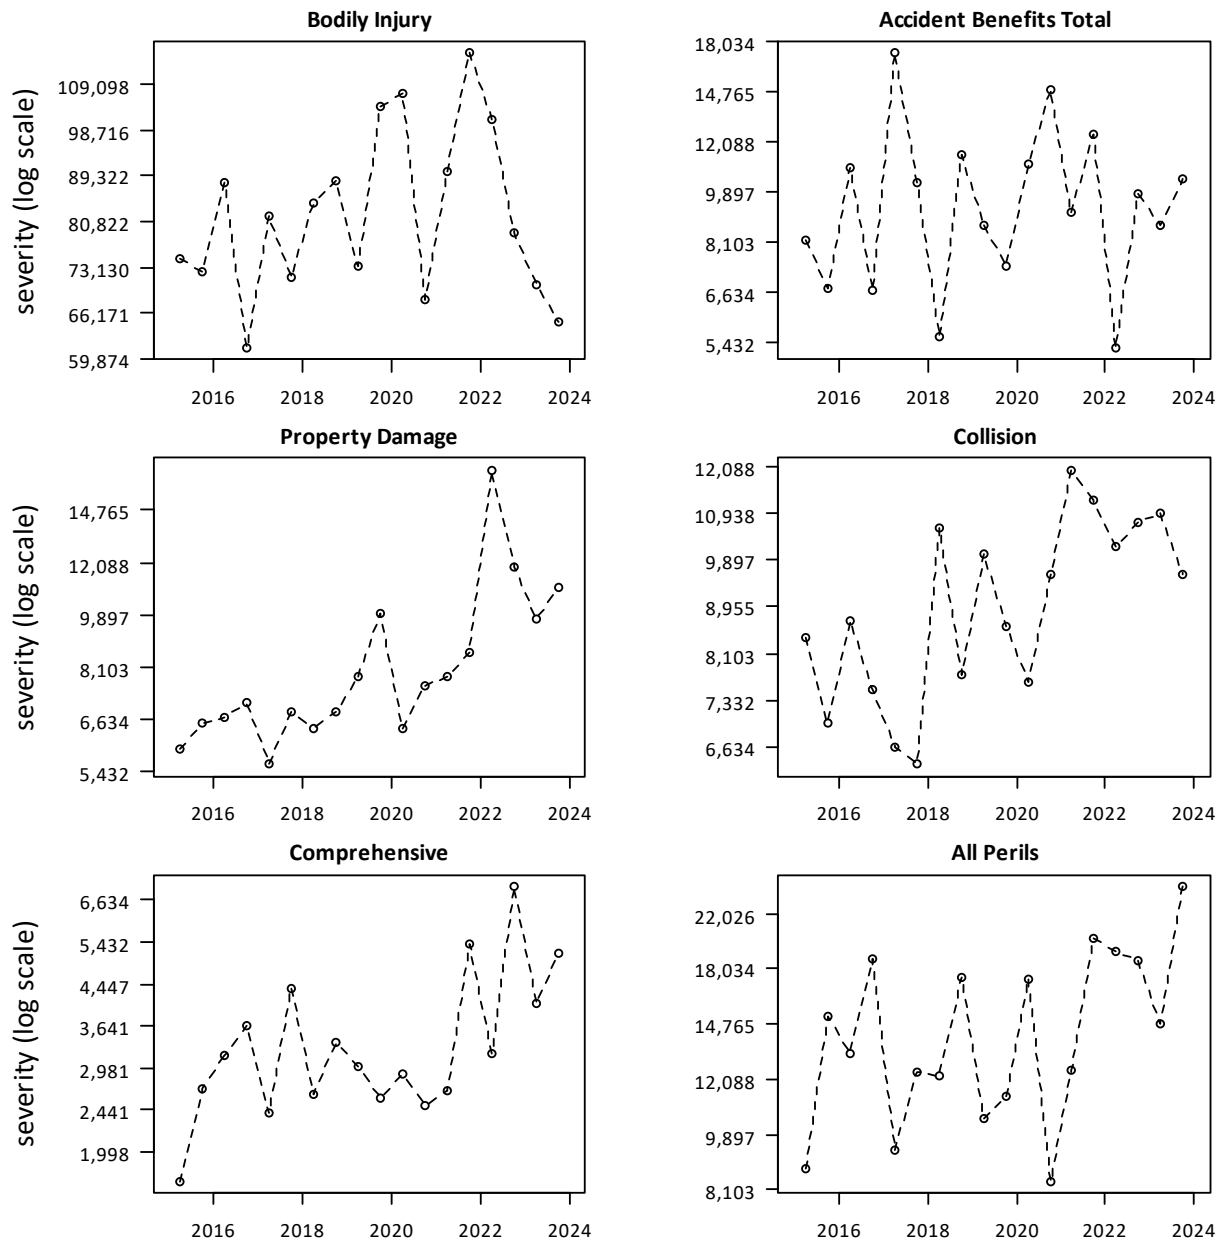 Bodily Injury
severity (log scale)
109,098
98,716
89,322
80,822
73,130
66,171
59,874
2016 2018 2020 2022 2024
Accident Benefits Total
18,034
14,765
12,088
9,897
8,103
6,634
5,432
2016 2018 2020 2022 2024
Property Damage
severity (log scale)
14,765
12,088
9,897
8,103
6,634
5,432
2016 2018 2020 2022 2024
Collision
12,088
10,938
9,897
8,955
8,103
7,332
6,634
2016 2018 2020 2022 2024
Comprehensive
severity (log scale)
6,634
5,432
4,447
3,641
2,981
2,441
1,998
2016 2018 2020 2022 2024
All Perils
22,026
18,034
14,765
12,088
9,897
8,103
2016 2018 2020 2022 2024